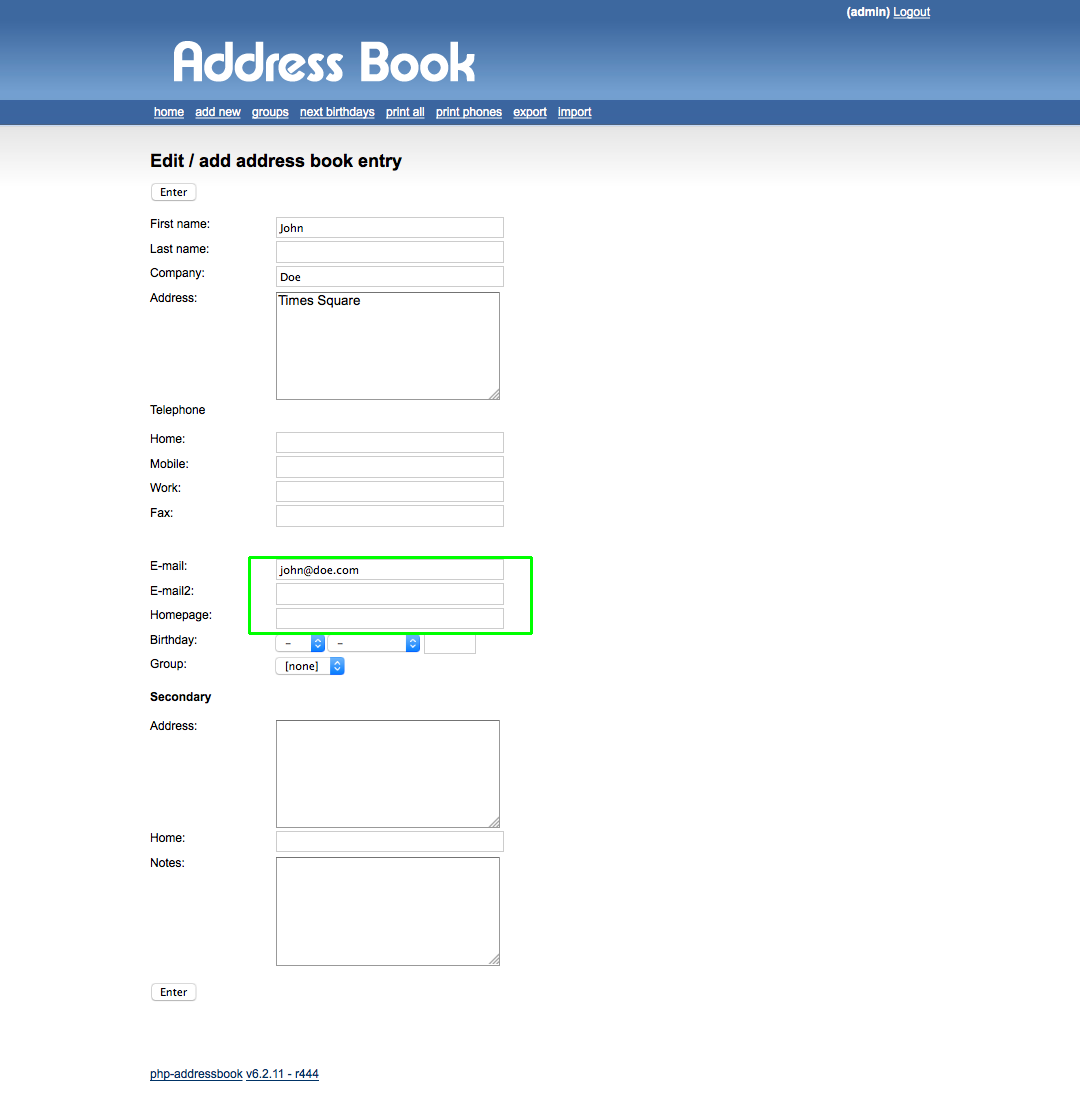 (admin) Logout
Address Book
home add new groups next birthdays print all print phones export import
Edit / add address book entry
Enter
First name: John
Last name:
Company: Doe
Address: Times Square
Telephone
Home:
Mobile:
Work:
Fax:
E-mail: john@doe.com
E-mail2:
Homepage:
Birthday: - -
Group: [none]
Secondary
Address:
Home:
Notes:
Enter
php-addressbook v6.2.11 - r444